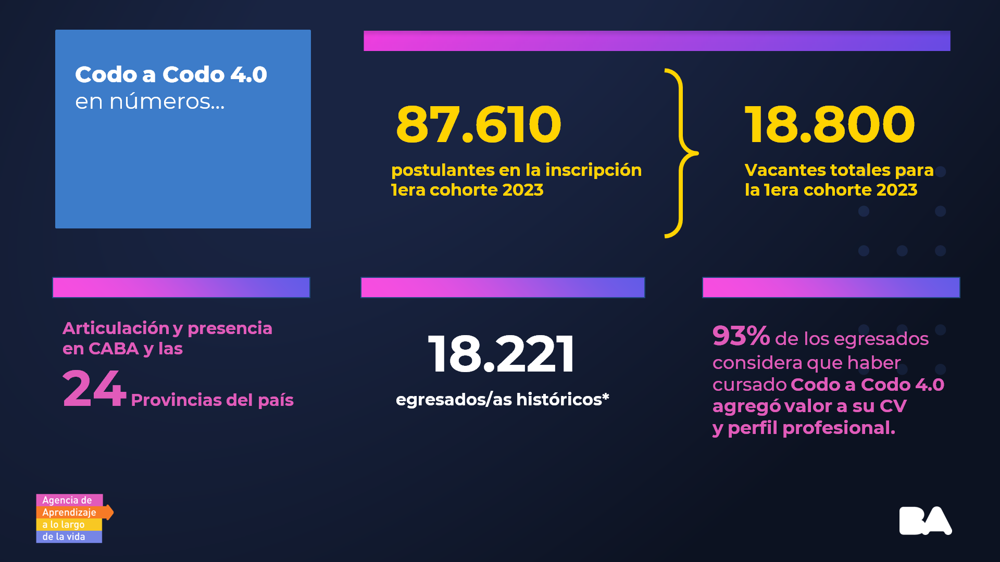 Codo a Codo 4.0
en números...
87.610
postulantes en la inscripción
1era cohorte 2023
18.800
Vacantes totales para
la 1era cohorte 2023
Articulación y presencia
en CABA y las
24 Provincias del país
18.221
egresados/as históricos*
93% de los egresados
considera que haber
cursado Codo a Codo 4.0
agregó valor a su CV
y perfil profesional.
Agencia de
Aprendizaje
a lo largo
de la vida
BA